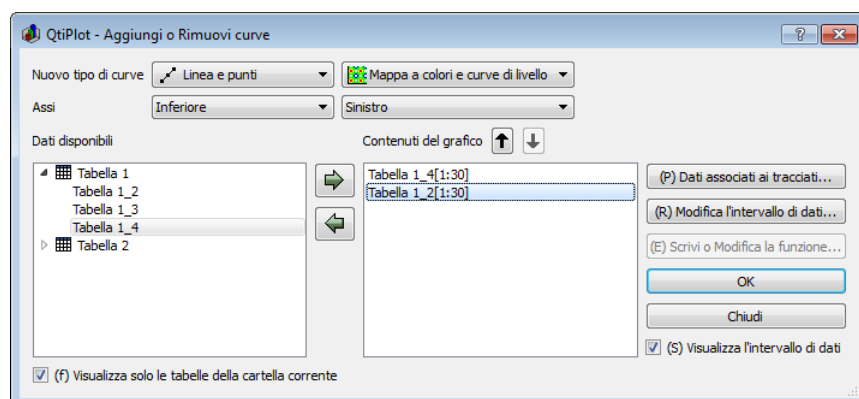 QtiPlot - Aggiungi o Rimuovi curve
Nuovo tipo di curve Linea e punti Mappa a colori e curve di livello
Assi Inferiore Sinistro
Dati disponibili Contenuti del grafico
Tabella 1
Tabella 1_2
Tabella 1_3
Tabella 1_4
Tabella 2
Tabella 1_4[1:30]
Tabella 1_2[1:30]
(P) Dati associati ai tracciati...
(R) Modifica l'intervallo di dati...
(E) Scrivi o Modifica la funzione...
OK
Chiudi
(S) Visualizza l'intervallo di dati
(f) Visualizza solo le tabelle della cartella corrente